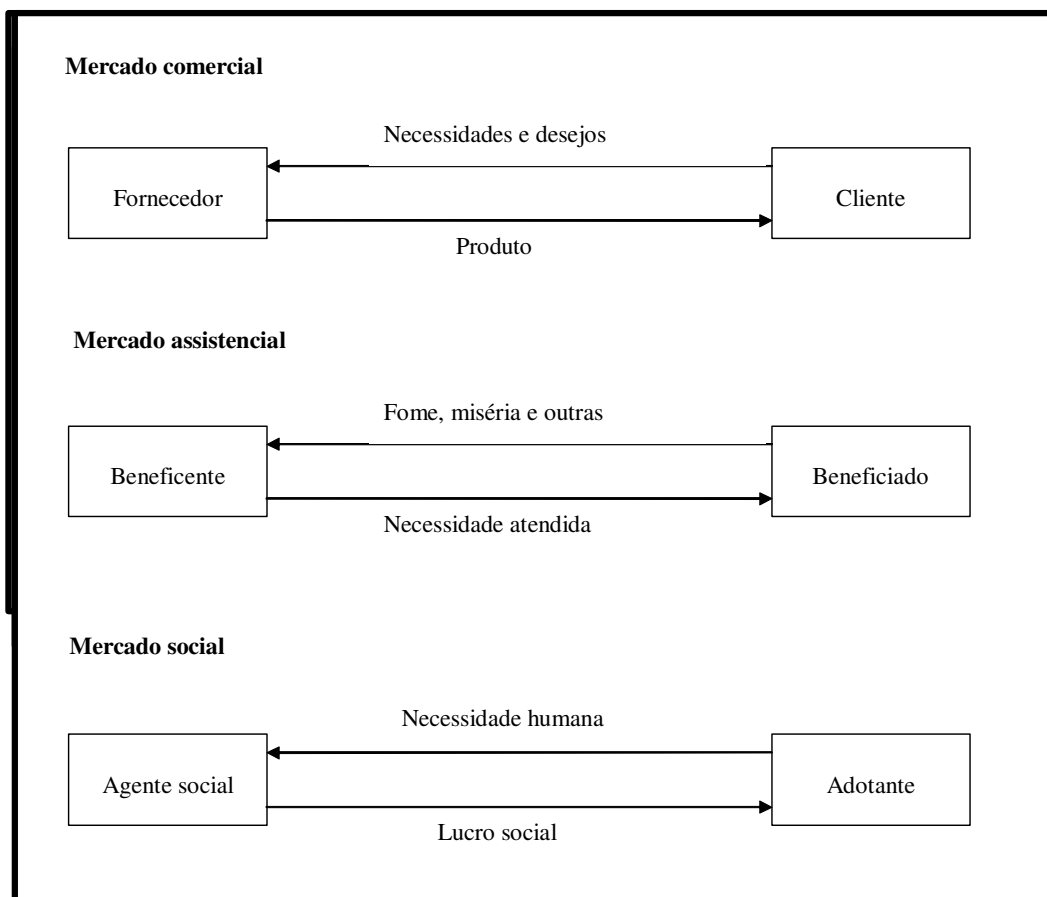 Mercado comercial
Necessidades e desejos
Fornecedor
Cliente
Produto
Mercado assistencial
Fome, miséria e outras
Beneficente
Beneficiado
Necessidade atendida
Mercado social
Necessidade humana
Agente social
Adotante
Lucro social